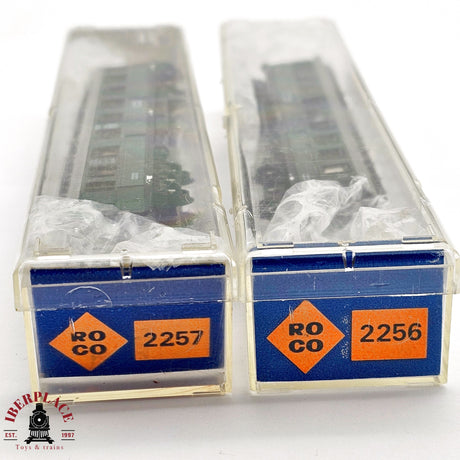 RO
CO
2257
RO
CO
2256
IBERPLACE
EST. 1997
Toys & trains